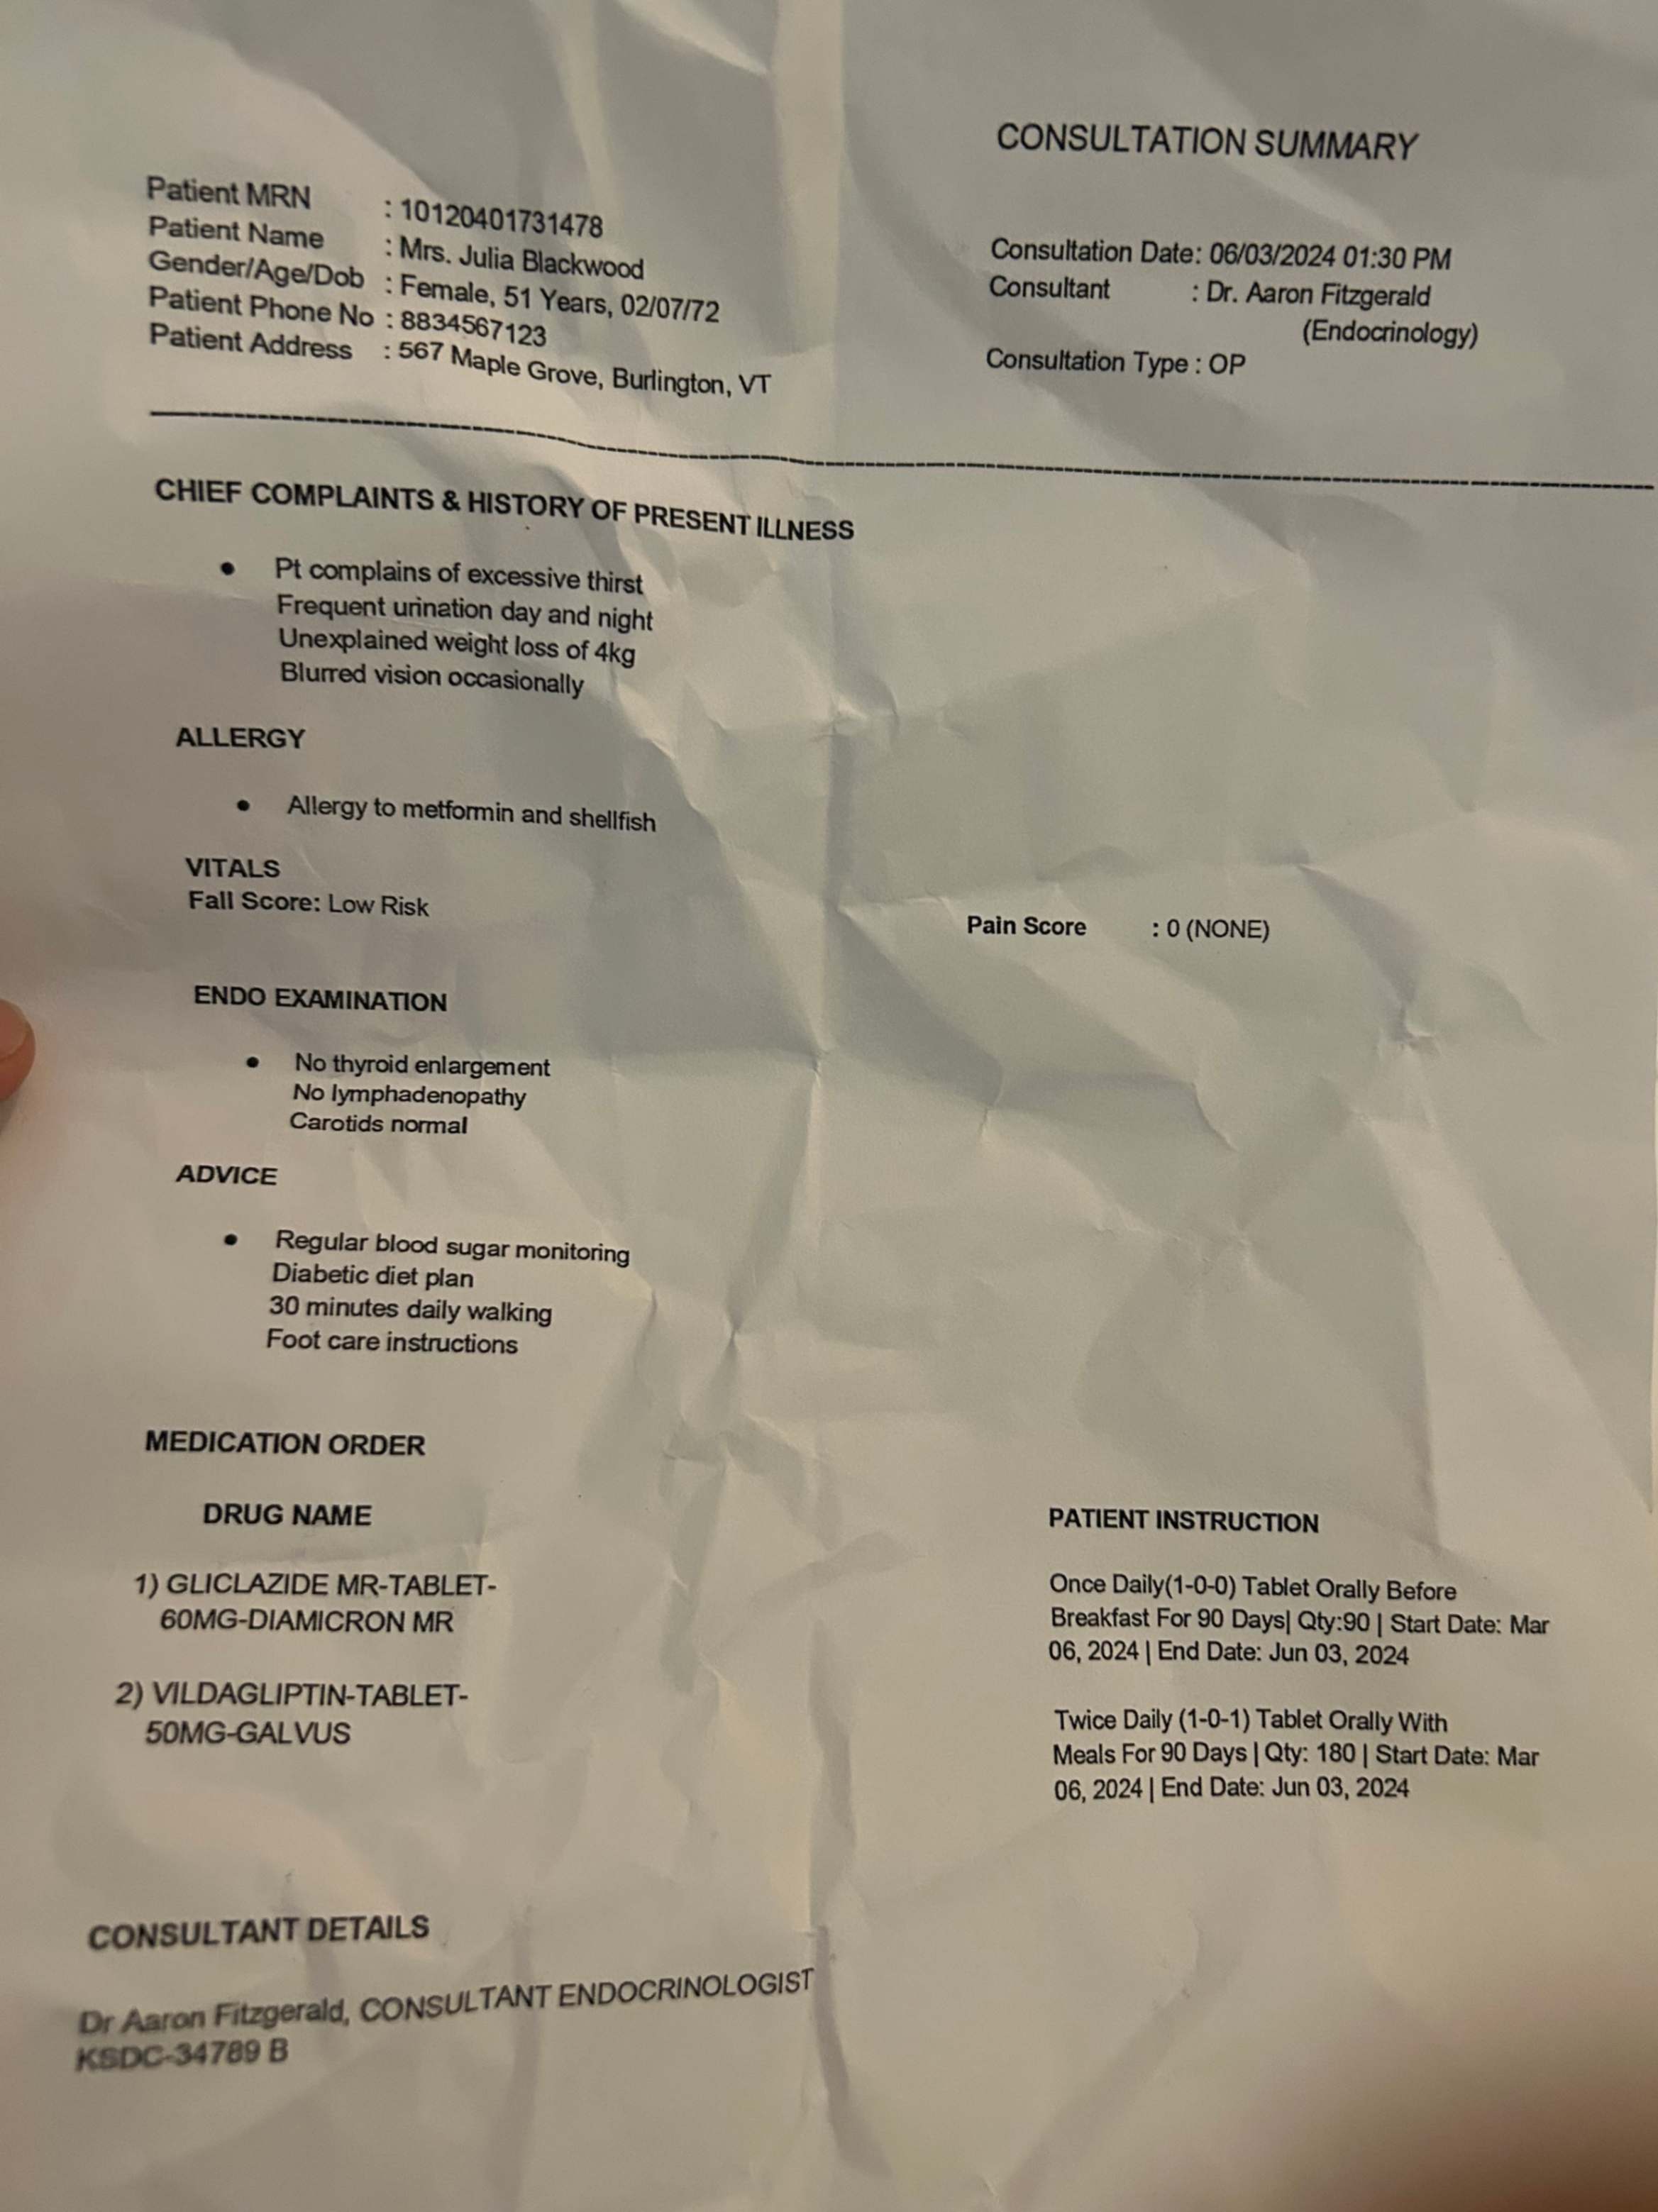 CONSULTATION SUMMARY
Patient MRN : 10120401731478
Patient Name : Mrs. Julia Blackwood
Gender/Age/Dob : Female, 51 Years, 02/07/72
Patient Phone No : 8834567123
Patient Address : 567 Maple Grove, Burlington, VT
Consultation Date: 06/03/2024 01:30 PM
Consultant : Dr. Aaron Fitzgerald
(Endocrinology)
Consultation Type : OP
CHIEF COMPLAINTS & HISTORY OF PRESENT ILLNESS
• Pt complains of excessive thirst
Frequent urination day and night
Unexplained weight loss of 4kg
Blurred vision occasionally
ALLERGY
• Allergy to metformin and shellfish
VITALS
Fall Score: Low Risk
Pain Score : 0 (NONE)
ENDO EXAMINATION
• No thyroid enlargement
No lymphadenopathy
Carotids normal
ADVICE
• Regular blood sugar monitoring
Diabetic diet plan
30 minutes daily walking
Foot care instructions
MEDICATION ORDER
DRUG NAME
PATIENT INSTRUCTION
1) GLICLAZIDE MR-TABLET-
60MG-DIAMICRON MR
Once Daily(1-0-0) Tablet Orally Before
Breakfast For 90 Days| Qty:90 | Start Date: Mar
06, 2024 | End Date: Jun 03, 2024
2) VILDAGLIPTIN-TABLET-
50MG-GALVUS
Twice Daily (1-0-1) Tablet Orally With
Meals For 90 Days | Qty: 180 | Start Date: Mar
06, 2024 | End Date: Jun 03, 2024
CONSULTANT DETAILS
Dr Aaron Fitzgerald, CONSULTANT ENDOCRINOLOGIST
KSDC-34789 B